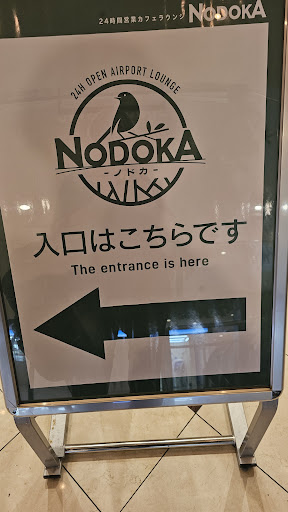 24時間営業カフェラウンジ NODOKA
24H OPEN AIRPORT LOUNGE
NODOKA
-ノドカ-
入口はこちらです
The entrance is here